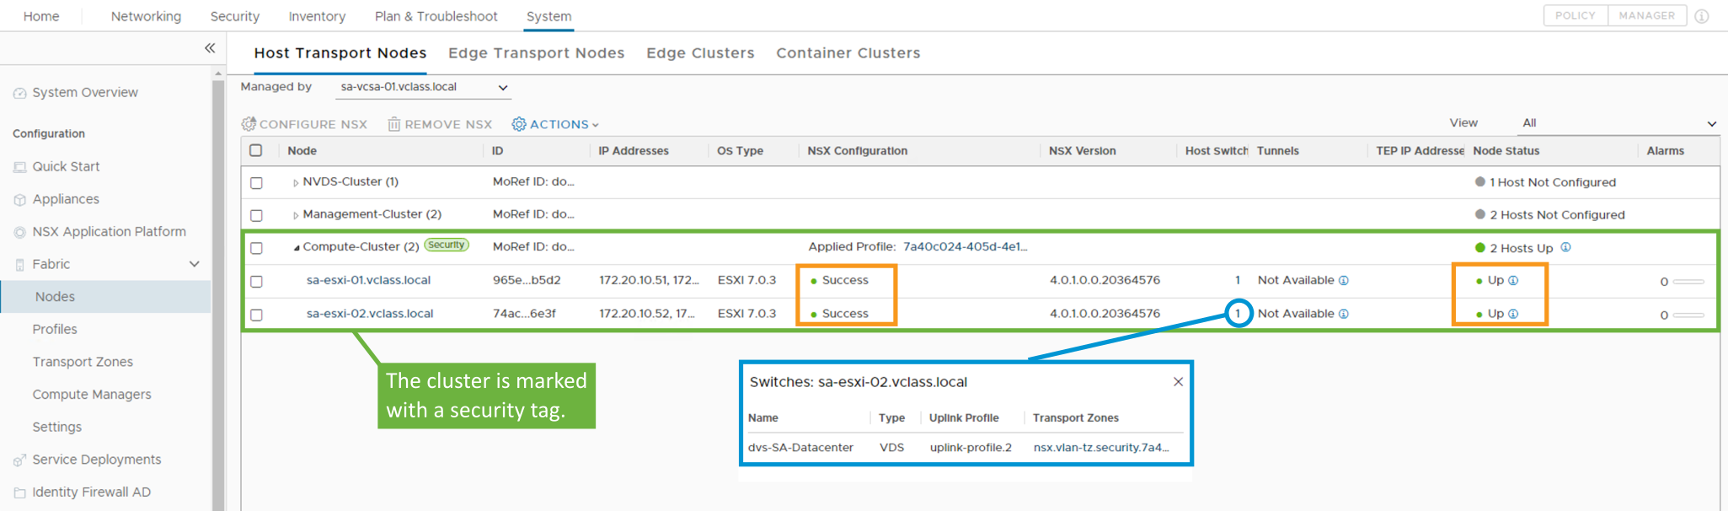 Home Networking Security Inventory Plan & Troubleshoot System POLICY MANAGER
Host Transport Nodes Edge Transport Nodes Edge Clusters Container Clusters
Managed by sa-vcsa-01.vclass.local
System Overview
Configuration
Quick Start
Appliances
NSX Application Platform
Fabric
Nodes
Profiles
Transport Zones
Compute Managers
Settings
Service Deployments
Identity Firewall AD
CONFIGURE NSX REMOVE NSX ACTIONS View All
Node ID IP Addresses OS Type NSX Configuration NSX Version Host Switch Tunnels TEP IP Addresse Node Status Alarms
NVDS-Cluster (1) MoRef ID: do... 1 Host Not Configured
Management-Cluster (2) MoRef ID: do... 2 Hosts Not Configured
Compute-Cluster (2) Security MoRef ID: do... Applied Profile: 7a40c024-405d-4e1... 2 Hosts Up
sa-esxi-01.vclass.local 965e...b5d2 172.20.10.51, 172... ESXI 7.0.3 Success 4.0.1.0.0.20364576 1 Not Available Up 0
sa-esxi-02.vclass.local 74ac...6e3f 172.20.10.52, 17... ESXI 7.0.3 Success 4.0.1.0.0.20364576 1 Not Available Up 0
The cluster is marked
with a security tag.
Switches: sa-esxi-02.vclass.local
Name Type Uplink Profile Transport Zones
dvs-SA-Datacenter VDS uplink-profile.2 nsx.vlan-tz.security.7a4...